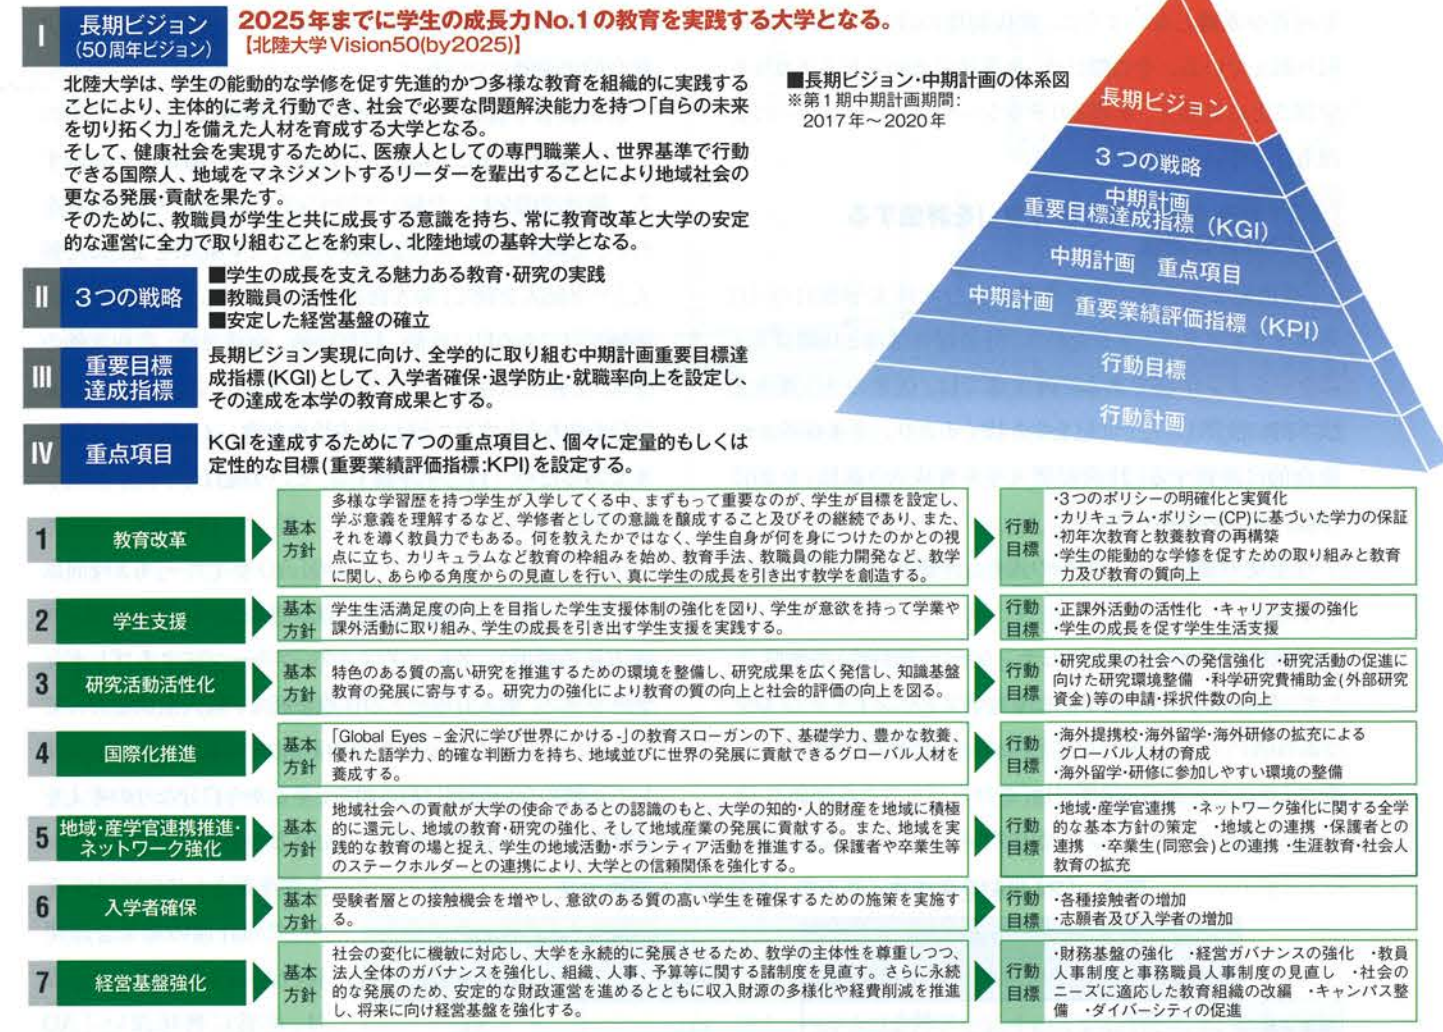 I
長期ビジョン
(50周年ビジョン)
2025年までに学生の成長力No.1の教育を実践する大学となる。
【北陸大学Vision50(by2025)】
北陸大学は、学生の能動的な学修を促す先進的かつ多様な教育を組織的に実践する
ことにより、主体的に考え行動でき、社会で必要な問題解決能力を持つ「自らの未来
を切り拓く力」を備えた人材を育成する大学となる。
そして、健康社会を実現するために、医療人としての専門職業人、世界基準で行動
できる国際人、地域をマネジメントするリーダーを輩出することにより地域社会の
更なる発展・貢献を果たす。
そのために、教職員が学生と共に成長する意識を持ち、常に教育改革と大学の安定
的な運営に全力で取り組むことを約束し、北陸地域の基幹大学となる。
■長期ビジョン・中期計画の体系図
※第1期中期計画期間:
2017年〜2020年
長期ビジョン
3つの戦略
中期計画
重要目標達成指標(KGI)
中期計画 重点項目
中期計画 重要業績評価指標(KPI)
行動目標
行動計画
II
3つの戦略
■学生の成長を支える魅力ある教育・研究の実践
■教職員の活性化
■安定した経営基盤の確立
III
重要目標
達成指標
長期ビジョン実現に向け、全学的に取り組む中期計画重要目標達
成指標(KGI)として、入学者確保・退学防止・就職率向上を設定し、
その達成を本学の教育成果とする。
IV
重点項目
KGIを達成するために7つの重点項目と、個々に定量的もしくは
定性的な目標(重要業績評価指標:KPI)を設定する。
1
教育改革
基本
方針
多様な学習歴を持つ学生が入学してくる中、まずもって重要なのが、学生が目標を設定し、
学ぶ意義を理解するなど、学修者としての意識を醸成すること及びその継続であり、また、
それを導く教員力でもある。何を教えたかではなく、学生自身が何を身につけたのかとの視
点に立ち、カリキュラムなど教育の枠組みを始め、教育手法、教職員の能力開発など、教学
に関し、あらゆる角度からの見直しを行い、真に学生の成長を引き出す教学を創造する。
行動
目標
・3つのポリシーの明確化と実質化
・カリキュラム・ポリシー(CP)に基づいた学力の保証
・初年次教育と教養教育の再構築
・学生の能動的な学修を促すための取り組みと教育
力及び教育の質向上
2
学生支援
基本
方針
学生生活満足度の向上を目指した学生支援体制の強化を図り、学生が意欲を持って学業や
課外活動に取り組み、学生の成長を引き出す学生支援を実践する。
行動
目標
・正課外活動の活性化 ・キャリア支援の強化
・学生の成長を促す学生生活支援
3
研究活動活性化
基本
方針
特色のある質の高い研究を推進するための環境を整備し、研究成果を広く発信し、知識基盤
教育の発展に寄与する。研究力の強化により教育の質の向上と社会的評価の向上を図る。
行動
目標
・研究成果の社会への発信強化 ・研究活動の促進に
向けた研究環境整備 ・科学研究費補助金(外部研究
資金)等の申請・採択件数の向上
4
国際化推進
基本
方針
「Global Eyes −金沢に学び世界にかける-」の教育スローガンの下、基礎学力、豊かな教養、
優れた語学力、的確な判断力を持ち、地域並びに世界の発展に貢献できるグローバル人材を
養成する。
行動
目標
・海外提携校・海外留学・海外研修の拡充による
グローバル人材の育成
・海外留学・研修に参加しやすい環境の整備
5
地域・産学官連携推進・
ネットワーク強化
基本
方針
地域社会への貢献が大学の使命であるとの認識のもと、大学の知的・人的財産を地域に積極
的に還元し、地域の教育・研究の強化、そして地域産業の発展に貢献する。また、地域を実
践的な教育の場と捉え、学生の地域活動・ボランティア活動を推進する。保護者や卒業生等
のステークホルダーとの連携により、大学との信頼関係を強化する。
行動
目標
・地域・産学官連携 ・ネットワーク強化に関する全学
的な基本方針の策定 ・地域との連携 ・保護者との
連携 ・卒業生(同窓会)との連携 ・生涯教育・社会人
教育の拡充
6
入学者確保
基本
方針
受験者層との接触機会を増やし、意欲のある質の高い学生を確保するための施策を実施す
る。
行動
目標
・各種接触者の増加
・志願者及び入学者の増加
7
経営基盤強化
基本
方針
社会の変化に機敏に対応し、大学を永続的に発展させるため、教学の主体性を尊重しつつ、
法人全体のガバナンスを強化し、組織、人事、予算等に関する諸制度を見直す。さらに永続
的な発展のため、安定的な財政運営を進めるとともに収入財源の多様化や経費削減を推進
し、将来に向け経営基盤を強化する。
行動
目標
・財務基盤の強化 ・経営ガバナンスの強化 ・教員
人事制度と事務職員人事制度の見直し ・社会の
ニーズに適応した教育組織の改編 ・キャンパス整
備 ・ダイバーシティの促進